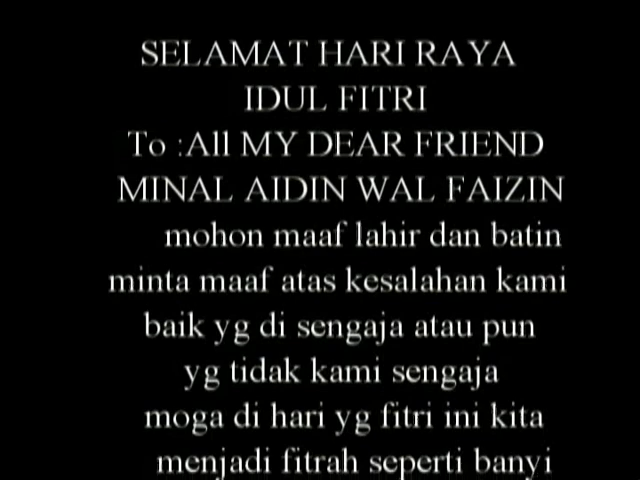 SELAMAT HARI RAYA
IDUL FITRI
To :All MY DEAR FRIEND
MINAL AIDIN WAL FAIZIN
mohon maaf lahir dan batin
minta maaf atas kesalahan kami
baik yg di sengaja atau pun
yg tidak kami sengaja
moga di hari yg fitri ini kita
menjadi fitrah seperti banyi